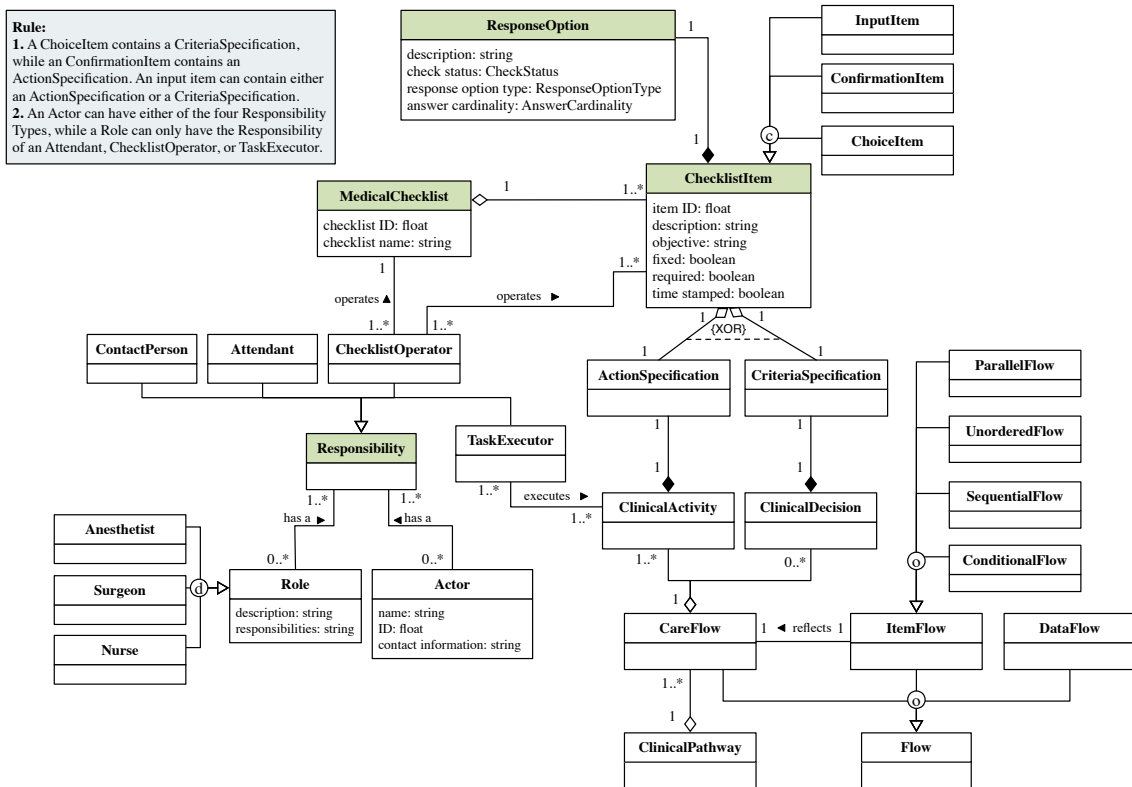 Rule:
1. A ChoiceItem contains a CriteriaSpecification,
while an ConfirmationItem contains an
ActionSpecification. An input item can contain either
an ActionSpecification or a CriteriaSpecification.
2. An Actor can have either of the four Responsibility
Types, while a Role can only have the Responsibility
of an Attendant, ChecklistOperator, or TaskExecutor.
ResponseOption
description: string
check status: CheckStatus
response option type: ResponseOptionType
answer cardinality: AnswerCardinality
1
1
InputItem
ConfirmationItem
ChoiceItem
c
MedicalChecklist
checklist ID: float
checklist name: string
1
1..*
ChecklistItem
item ID: float
description: string
objective: string
fixed: boolean
required: boolean
time stamped: boolean
1
operates ▲
1..*
operates ►
1..*
1..*
1
1
{XOR}
1
1
ContactPerson
Attendant
ChecklistOperator
ActionSpecification
CriteriaSpecification
ParallelFlow
UnorderedFlow
SequentialFlow
ConditionalFlow
o
1
1
1
1
Responsibility
TaskExecutor
1..*
executes ►
1..*
ClinicalActivity
ClinicalDecision
1..*
1..*
has a ►
◄ has a
0..*
0..*
Anesthetist
Surgeon
Nurse
d
Role
description: string
responsibilities: string
Actor
name: string
ID: float
contact information: string
1..*
0..*
1
CareFlow
1 ◄ reflects 1
ItemFlow
DataFlow
1..*
1
o
ClinicalPathway
Flow